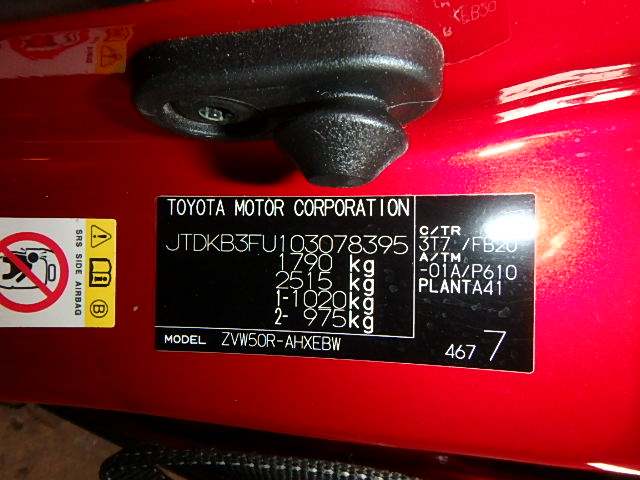 TOYOTA MOTOR CORPORATION
JTDKB3FU103078395
1790 kg
2515 kg
1-1020kg
2- 975kg
MODEL ZVW50R-AHXEBW
C/TR
3T7 /FB20
A/TM
-01A/P610
PLANTA41
467 7
SRS SIDE AIRBAG